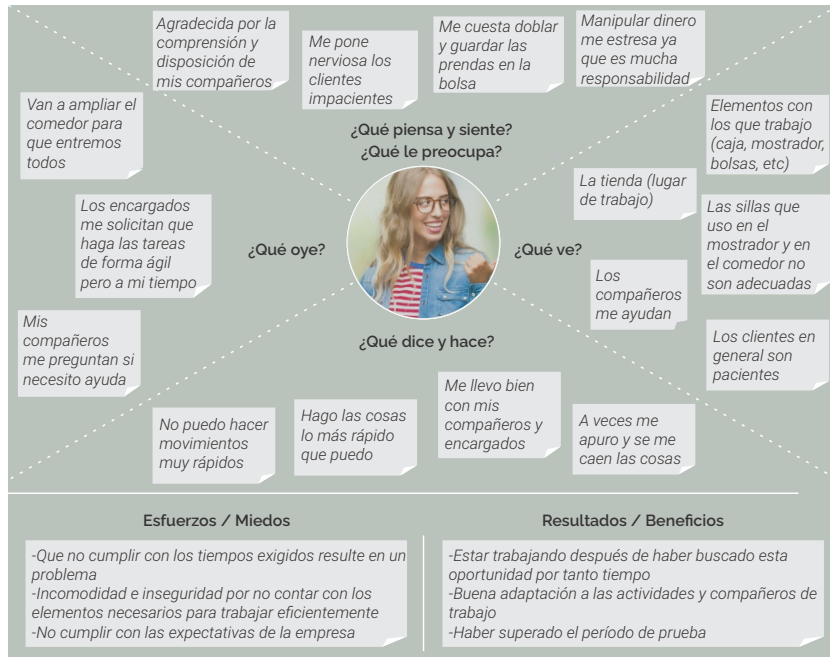 Agradecida por la
comprensión y
disposición de
mis compañeros
Me pone
nerviosa los
clientes
impacientes
Me cuesta doblar
y guardar las
prendas en la
bolsa
Manipular dinero
me estresa ya
que es mucha
responsabilidad
¿Qué piensa y siente?
¿Qué le preocupa?
Van a ampliar el
comedor para
que entremos
todos
Los encargados
me solicitan que
haga las tareas
de forma ágil
pero a mi tiempo
Mis
compañeros
me preguntan si
necesito ayuda
¿Qué oye?
¿Qué ve?
Elementos con
los que trabajo
(caja, mostrador,
bolsas, etc)
La tienda (lugar
de trabajo)
Las sillas que
uso en el
mostrador y en
el comedor no
son adecuadas
Los
compañeros
me ayudan
Los clientes en
general son
pacientes
¿Qué dice y hace?
No puedo hacer
movimientos
muy rápidos
Hago las cosas
lo más rápido
que puedo
Me llevo bien
con mis
compañeros y
encargados
A veces me
apuro y se me
caen las cosas
Esfuerzos / Miedos
-Que no cumplir con los tiempos exigidos resulte en un
problema
-Incomodidad e inseguridad por no contar con los
elementos necesarios para trabajar eficientemente
-No cumplir con las expectativas de la empresa
Resultados / Beneficios
-Estar trabajando después de haber buscado esta
oportunidad por tanto tiempo
-Buena adaptación a las actividades y compañeros de
trabajo
-Haber superado el período de prueba